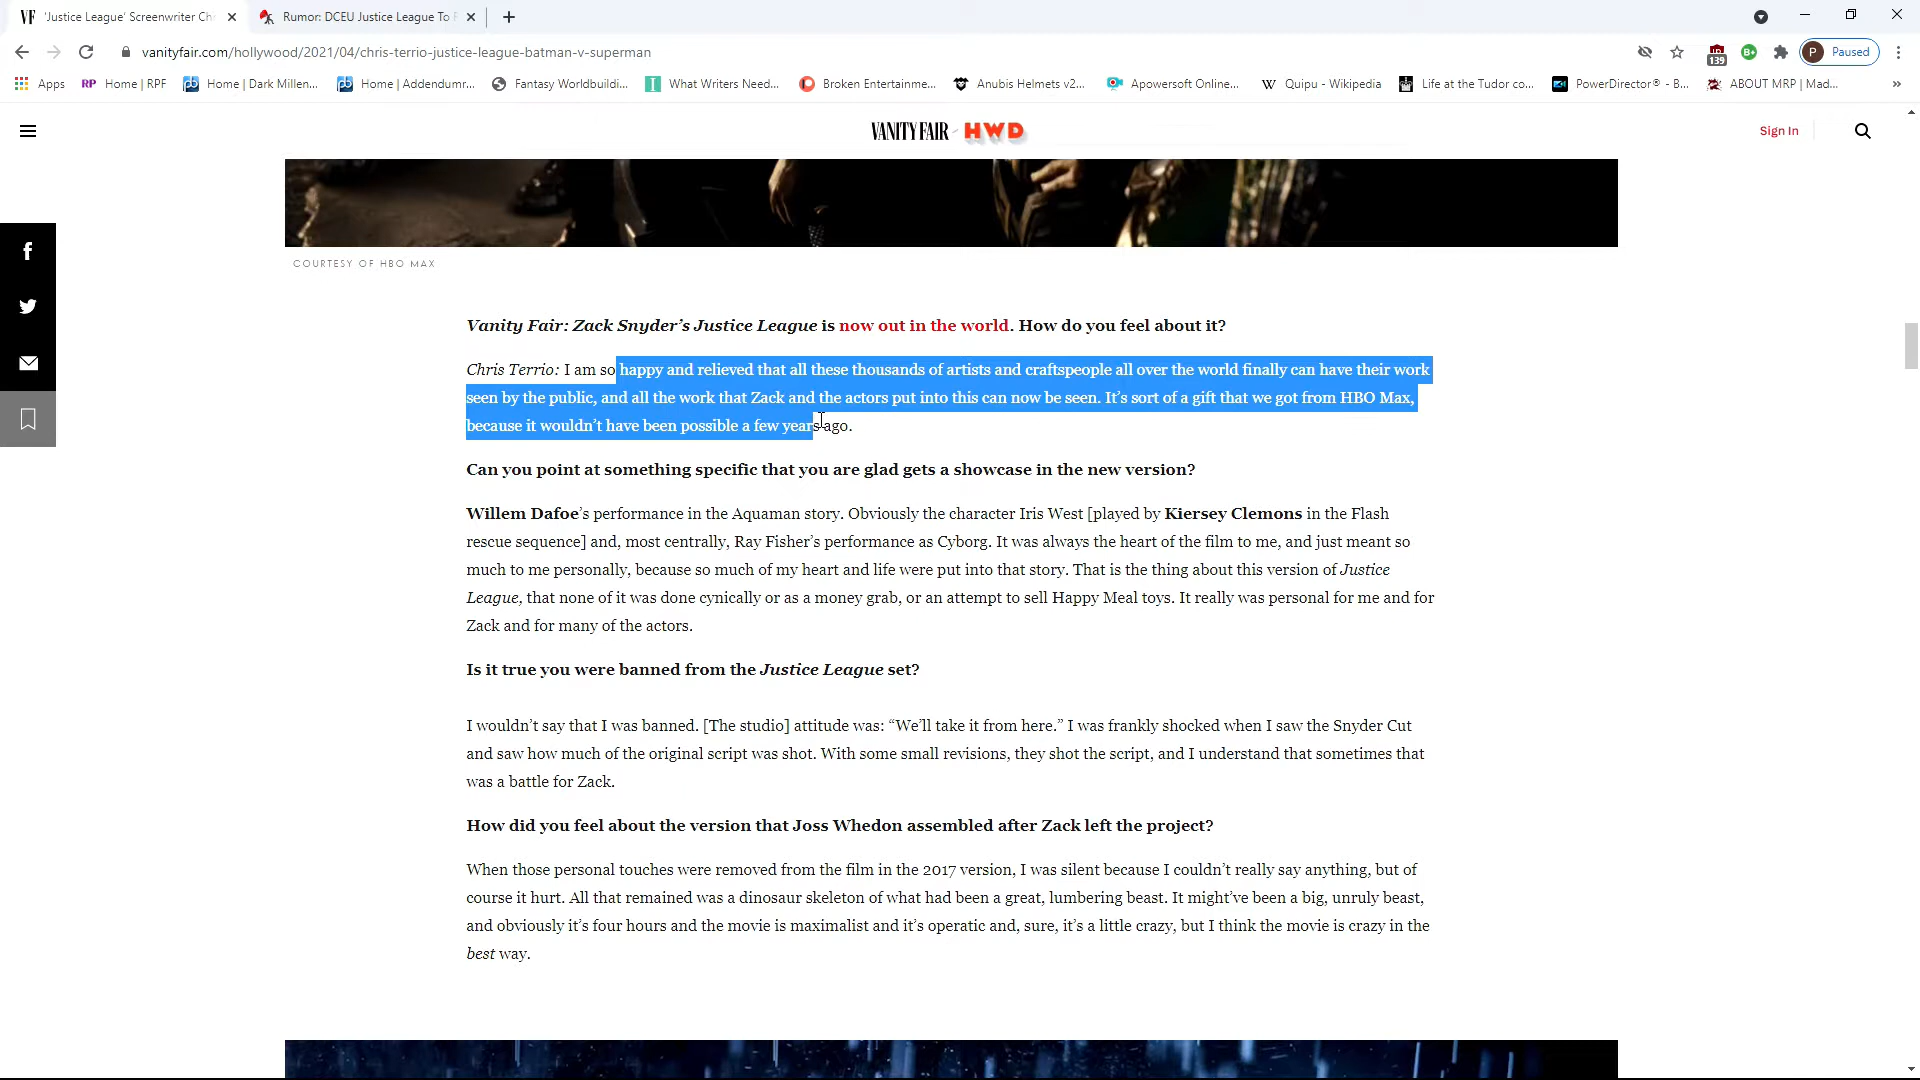 VF 'Justice League' Screenwriter Ch
Rumor: DCEU Justice League To
vanityfair.com/hollywood/2021/04/chris-terrio-justice-league-batman-v-superman
139
B+
P Paused
Apps
RP Home | RPF
Home | Dark Millen...
Home | Addendumr...
Fantasy Worldbuildi...
What Writers Need...
Broken Entertainme...
Anubis Helmets v2...
Apowersoft Online...
W Quipu - Wikipedia
Life at the Tudor co...
PowerDirector® - B...
ABOUT MRP | Mad...
»
VANITY FAIR - HWD
Sign In
COURTESY OF HBO MAX
Vanity Fair: Zack Snyder's Justice League is now out in the world. How do you feel about it?
Chris Terrio: I am so happy and relieved that all these thousands of artists and craftspeople all over the world finally can have their work
seen by the public, and all the work that Zack and the actors put into this can now be seen. It's sort of a gift that we got from HBO Max,
because it wouldn't have been possible a few years ago.
Can you point at something specific that you are glad gets a showcase in the new version?
Willem Dafoe's performance in the Aquaman story. Obviously the character Iris West [played by Kiersey Clemons in the Flash
rescue sequence] and, most centrally, Ray Fisher's performance as Cyborg. It was always the heart of the film to me, and just meant so
much to me personally, because so much of my heart and life were put into that story. That is the thing about this version of Justice
League, that none of it was done cynically or as a money grab, or an attempt to sell Happy Meal toys. It really was personal for me and for
Zack and for many of the actors.
Is it true you were banned from the Justice League set?
I wouldn't say that I was banned. [The studio] attitude was: “We'll take it from here.” I was frankly shocked when I saw the Snyder Cut
and saw how much of the original script was shot. With some small revisions, they shot the script, and I understand that sometimes that
was a battle for Zack.
How did you feel about the version that Joss Whedon assembled after Zack left the project?
When those personal touches were removed from the film in the 2017 version, I was silent because I couldn't really say anything, but of
course it hurt. All that remained was a dinosaur skeleton of what had been a great, lumbering beast. It might've been a big, unruly beast,
and obviously it's four hours and the movie is maximalist and it's operatic and, sure, it's a little crazy, but I think the movie is crazy in the
best way.